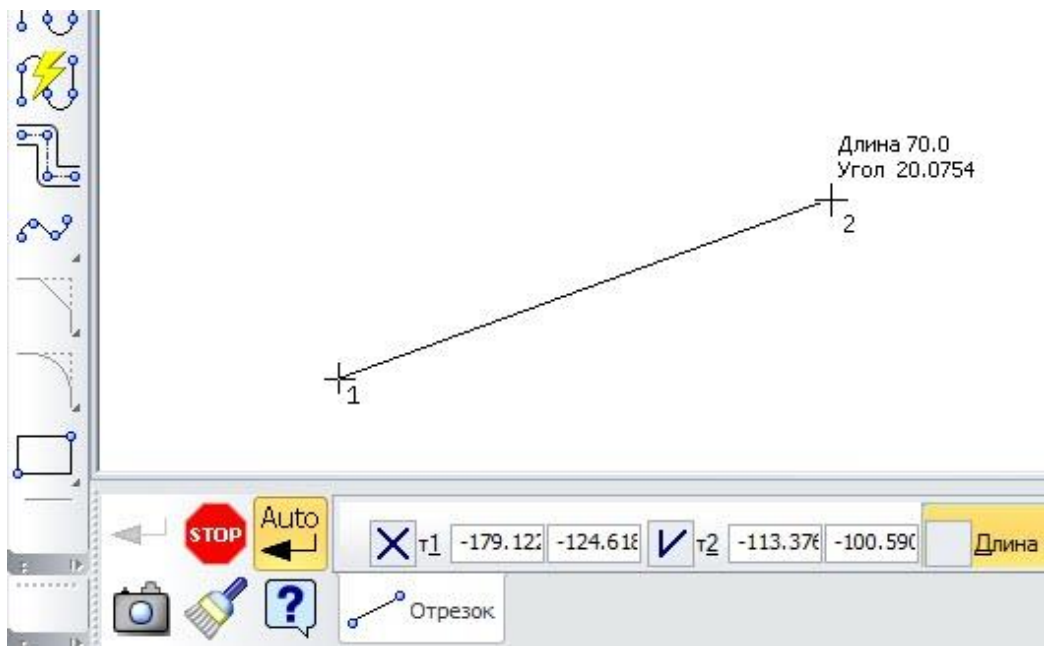 Длина 70.0
Угол 20.0754
2
1
STOP
Auto
т1 -179.122 -124.618 т2 -113.376 -100.590 Длина
?
Отрезок